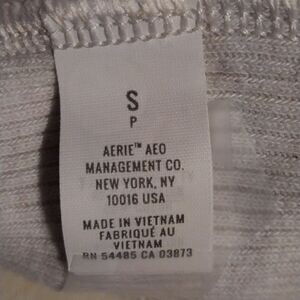 S
P
AERIE™ AEO
MANAGEMENT CO.
NEW YORK, NY
10016 USA
MADE IN VIETNAM
FABRIQUÉ AU
VIETNAM
RN 54485 CA 03873